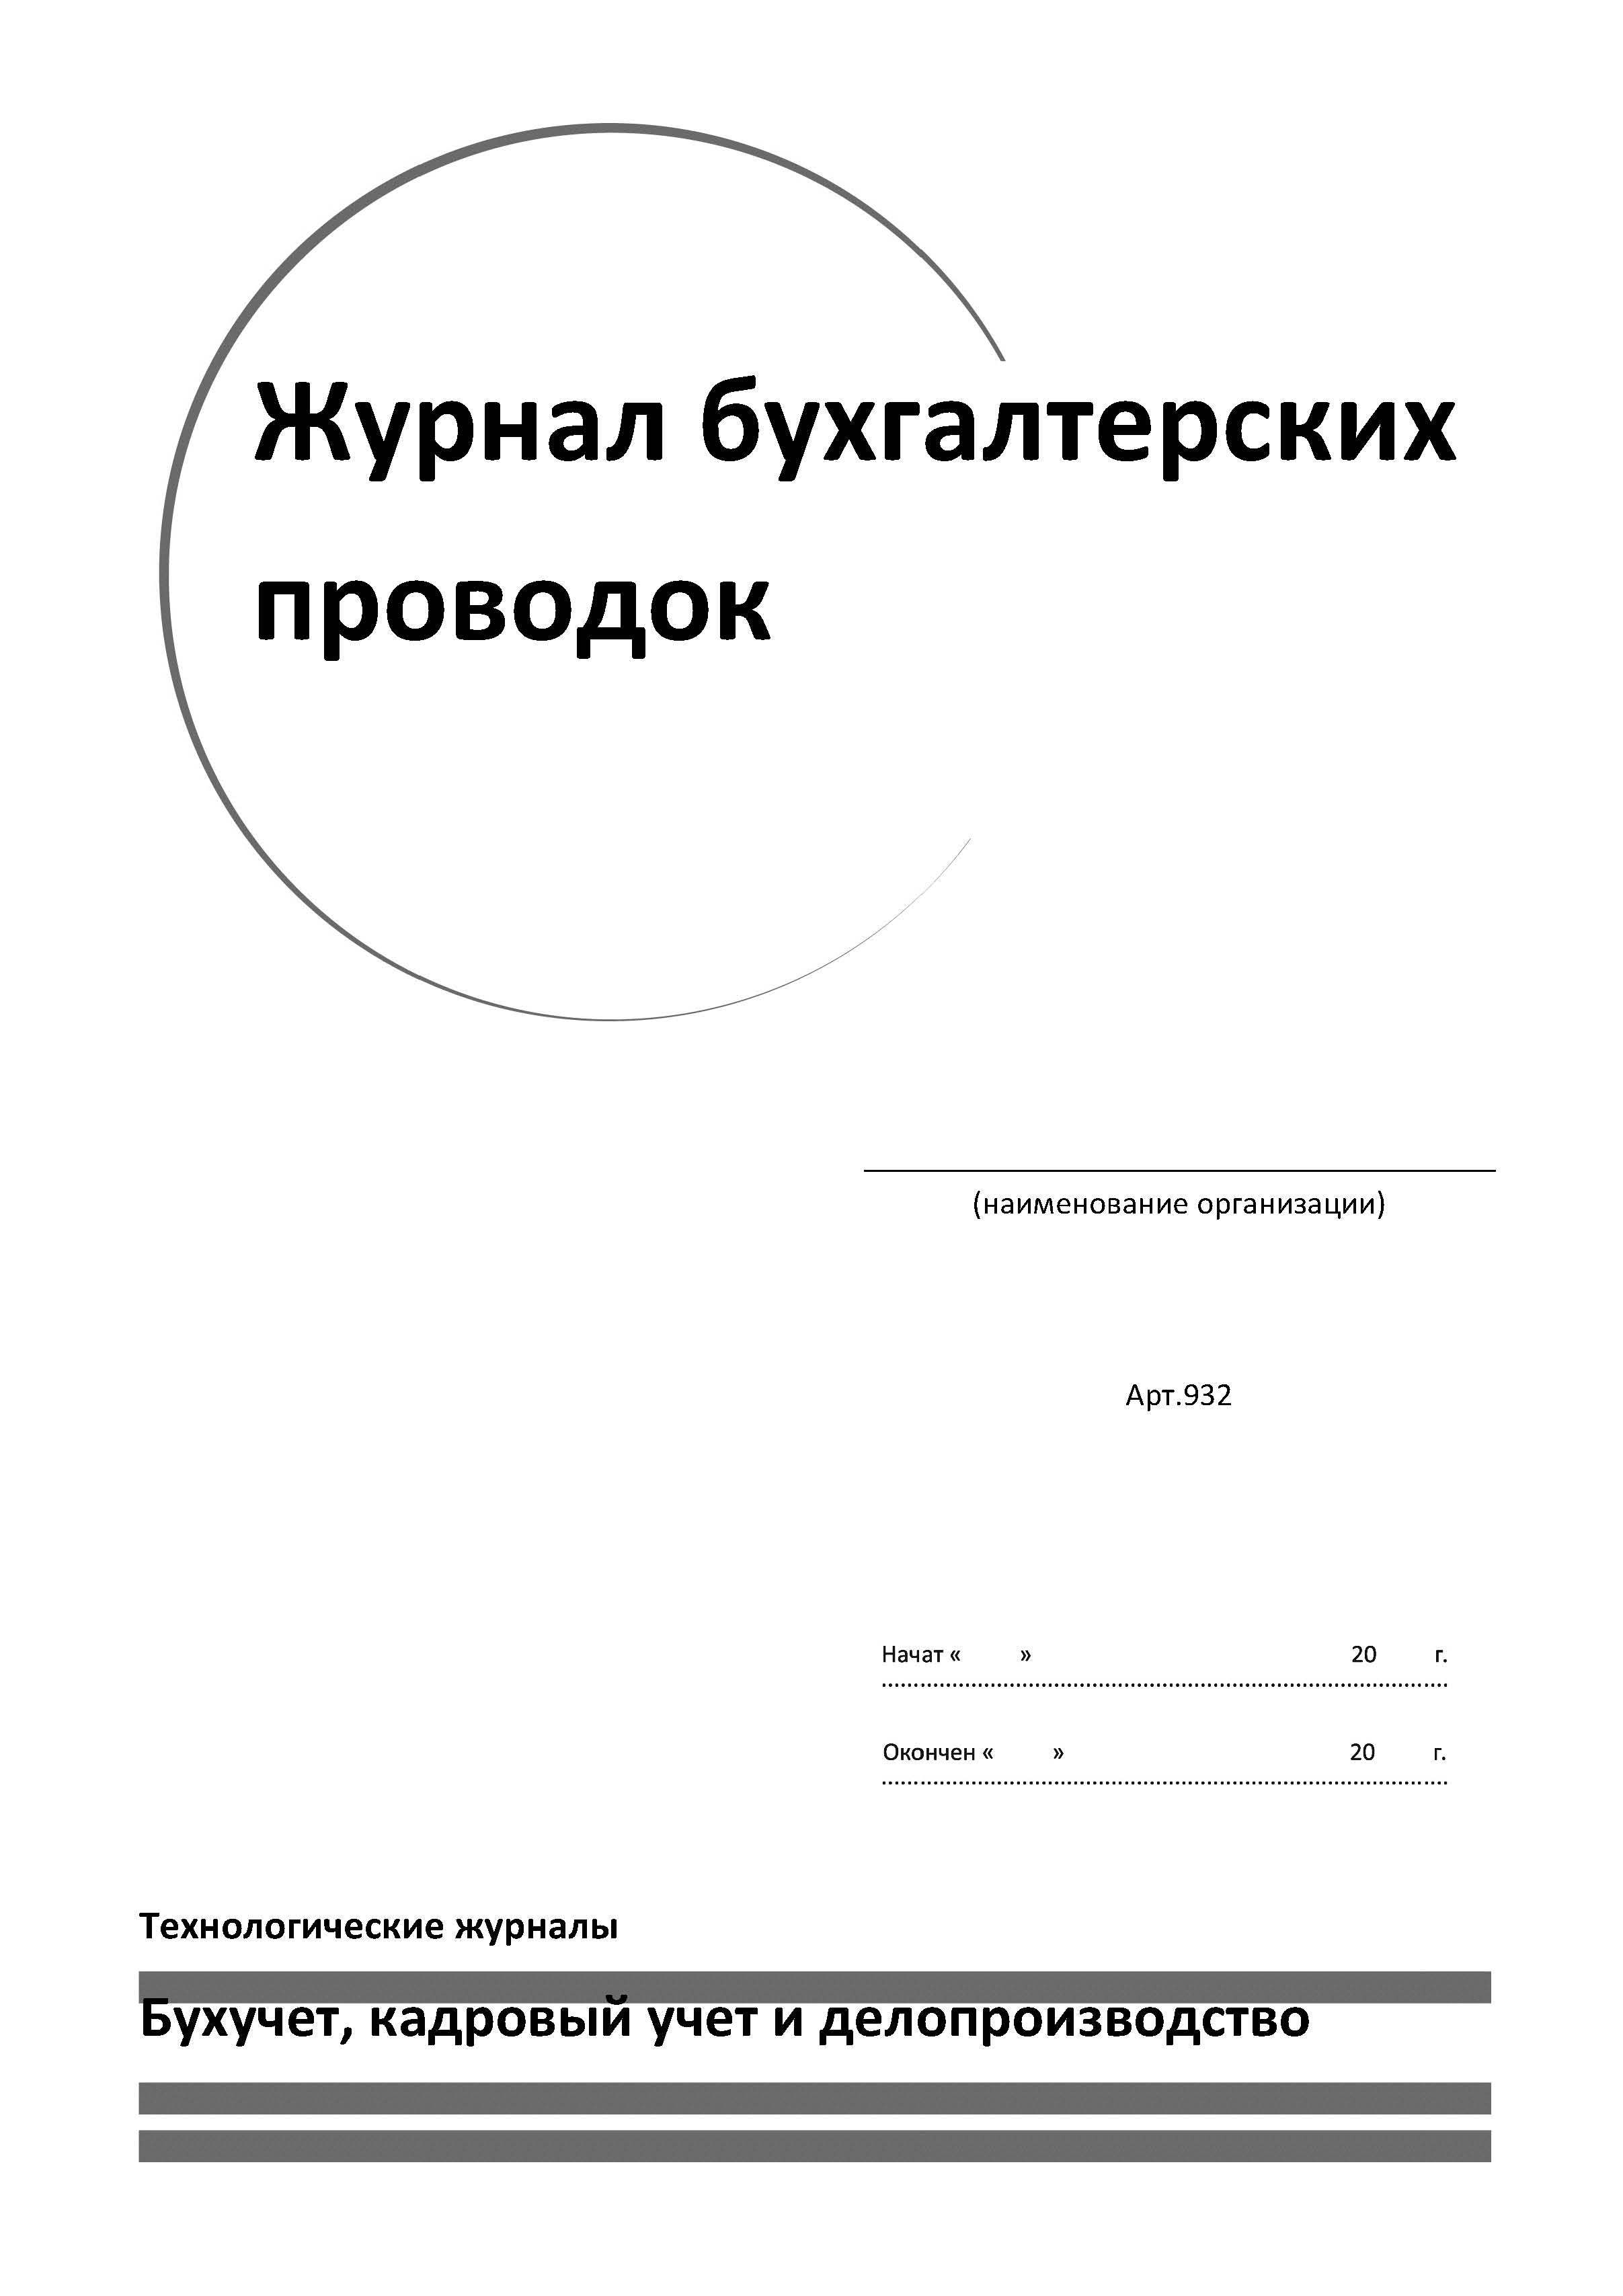 Журнал бухгалтерских
проводок
(наименование организации)
Арт.932
Начат « » 20 г.
Окончен « » 20 г.
Технологические журналы
Бухучет, кадровый учет и делопроизводство